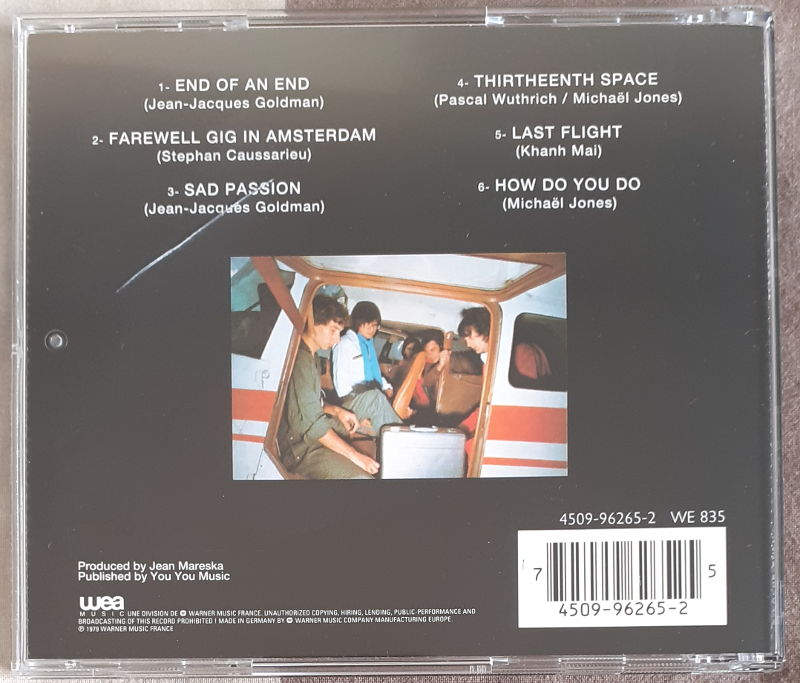 1- END OF AN END
(Jean-Jacques Goldman)
2- FAREWELL GIG IN AMSTERDAM
(Stephan Caussarieu)
3- SAD PASSION
(Jean-Jacques Goldman)
4- THIRTHEENTH SPACE
(Pascal Wuthrich / Michaël Jones)
5- LAST FLIGHT
(Khanh Mai)
6- HOW DO YOU DO
(Michaël Jones)
4509-96265-2 WE 835
7 5
4509-96265-2
Produced by Jean Mareska
Published by You You Music
wea
MUSIC UNE DIVISION DE WARNER MUSIC FRANCE. UNAUTHORIZED COPYING, HIRING, LENDING, PUBLIC-PERFORMANCE AND
BROADCASTING OF THIS RECORD PROHIBITED ! MADE IN GERMANY BY WARNER MUSIC COMPANY MANUFACTURING EUROPE.
℗ 1979 WARNER MUSIC FRANCE